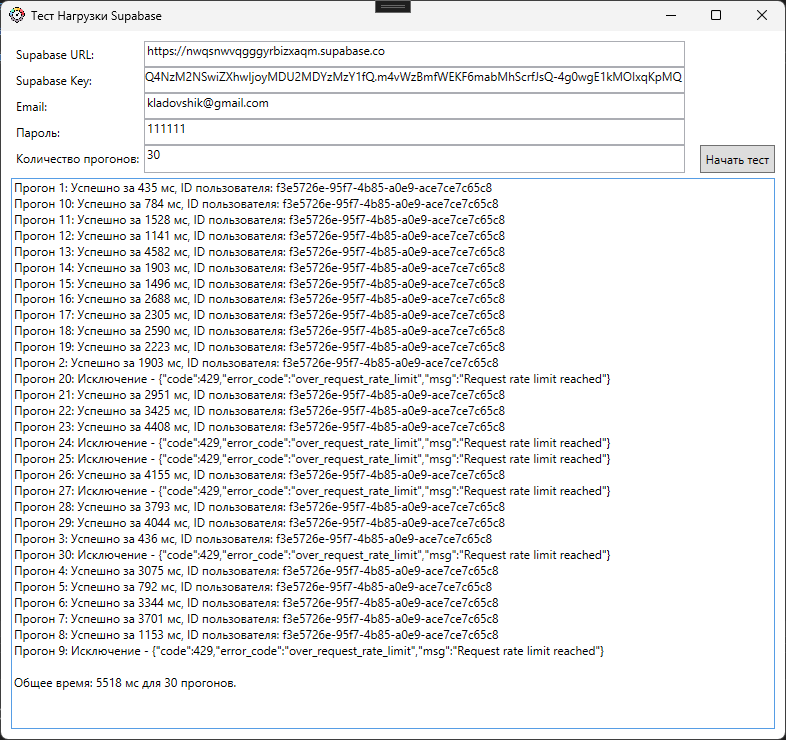 Тест Нагрузки Supabase
Supabase URL: https://nwqsnwvqgggyrbizxaqm.supabase.co
Supabase Key: Q4NzM2NSwiZXhwIjoyMDU2MDYzMzY1fQ.m4vWzBmfWEKF6mabMhScrfJsQ-4g0wgE1kMOIxqKpMQ
Email: kladovshik@gmail.com
Пароль: 111111
Количество прогонов: 30 Начать тест
Прогон 1: Успешно за 435 мс, ID пользователя: f3e5726e-95f7-4b85-a0e9-ace7ce7c65c8
Прогон 10: Успешно за 784 мс, ID пользователя: f3e5726e-95f7-4b85-a0e9-ace7ce7c65c8
Прогон 11: Успешно за 1528 мс, ID пользователя: f3e5726e-95f7-4b85-a0e9-ace7ce7c65c8
Прогон 12: Успешно за 1141 мс, ID пользователя: f3e5726e-95f7-4b85-a0e9-ace7ce7c65c8
Прогон 13: Успешно за 4582 мс, ID пользователя: f3e5726e-95f7-4b85-a0e9-ace7ce7c65c8
Прогон 14: Успешно за 1903 мс, ID пользователя: f3e5726e-95f7-4b85-a0e9-ace7ce7c65c8
Прогон 15: Успешно за 1496 мс, ID пользователя: f3e5726e-95f7-4b85-a0e9-ace7ce7c65c8
Прогон 16: Успешно за 2688 мс, ID пользователя: f3e5726e-95f7-4b85-a0e9-ace7ce7c65c8
Прогон 17: Успешно за 2305 мс, ID пользователя: f3e5726e-95f7-4b85-a0e9-ace7ce7c65c8
Прогон 18: Успешно за 2590 мс, ID пользователя: f3e5726e-95f7-4b85-a0e9-ace7ce7c65c8
Прогон 19: Успешно за 2223 мс, ID пользователя: f3e5726e-95f7-4b85-a0e9-ace7ce7c65c8
Прогон 2: Успешно за 1903 мс, ID пользователя: f3e5726e-95f7-4b85-a0e9-ace7ce7c65c8
Прогон 20: Исключение - {"code":429,"error_code":"over_request_rate_limit","msg":"Request rate limit reached"}
Прогон 21: Успешно за 2951 мс, ID пользователя: f3e5726e-95f7-4b85-a0e9-ace7ce7c65c8
Прогон 22: Успешно за 3425 мс, ID пользователя: f3e5726e-95f7-4b85-a0e9-ace7ce7c65c8
Прогон 23: Успешно за 4408 мс, ID пользователя: f3e5726e-95f7-4b85-a0e9-ace7ce7c65c8
Прогон 24: Исключение - {"code":429,"error_code":"over_request_rate_limit","msg":"Request rate limit reached"}
Прогон 25: Исключение - {"code":429,"error_code":"over_request_rate_limit","msg":"Request rate limit reached"}
Прогон 26: Успешно за 4155 мс, ID пользователя: f3e5726e-95f7-4b85-a0e9-ace7ce7c65c8
Прогон 27: Исключение - {"code":429,"error_code":"over_request_rate_limit","msg":"Request rate limit reached"}
Прогон 28: Успешно за 3793 мс, ID пользователя: f3e5726e-95f7-4b85-a0e9-ace7ce7c65c8
Прогон 29: Успешно за 4044 мс, ID пользователя: f3e5726e-95f7-4b85-a0e9-ace7ce7c65c8
Прогон 3: Успешно за 436 мс, ID пользователя: f3e5726e-95f7-4b85-a0e9-ace7ce7c65c8
Прогон 30: Исключение - {"code":429,"error_code":"over_request_rate_limit","msg":"Request rate limit reached"}
Прогон 4: Успешно за 3075 мс, ID пользователя: f3e5726e-95f7-4b85-a0e9-ace7ce7c65c8
Прогон 5: Успешно за 792 мс, ID пользователя: f3e5726e-95f7-4b85-a0e9-ace7ce7c65c8
Прогон 6: Успешно за 3344 мс, ID пользователя: f3e5726e-95f7-4b85-a0e9-ace7ce7c65c8
Прогон 7: Успешно за 3701 мс, ID пользователя: f3e5726e-95f7-4b85-a0e9-ace7ce7c65c8
Прогон 8: Успешно за 1153 мс, ID пользователя: f3e5726e-95f7-4b85-a0e9-ace7ce7c65c8
Прогон 9: Исключение - {"code":429,"error_code":"over_request_rate_limit","msg":"Request rate limit reached"}
Общее время: 5518 мс для 30 прогонов.